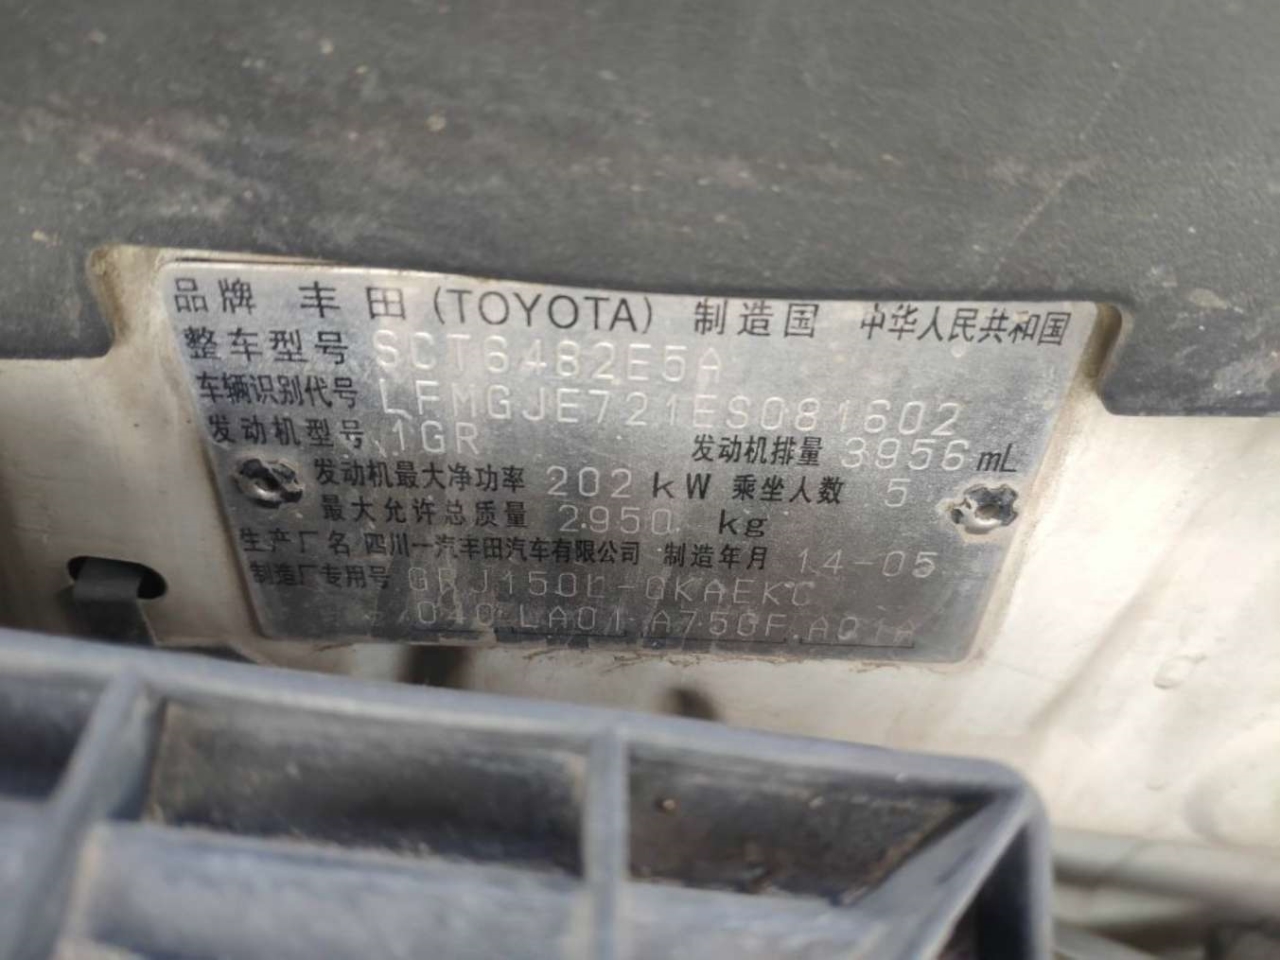 品牌 丰田(TOYOTA) 制造国 中华人民共和国
整车型号 SCT6482E5A
车辆识别代号 LFMGJE721ES081602
发动机型号 1GR 发动机排量 3956 mL
发动机最大净功率 202 kW 乘坐人数 5
最大允许总质量 2950 kg
生产厂名 四川一汽丰田汽车有限公司 制造年月 14-05
制造厂专用号 GRJ150L-GKAEKC
040 LA01 A750F A01A